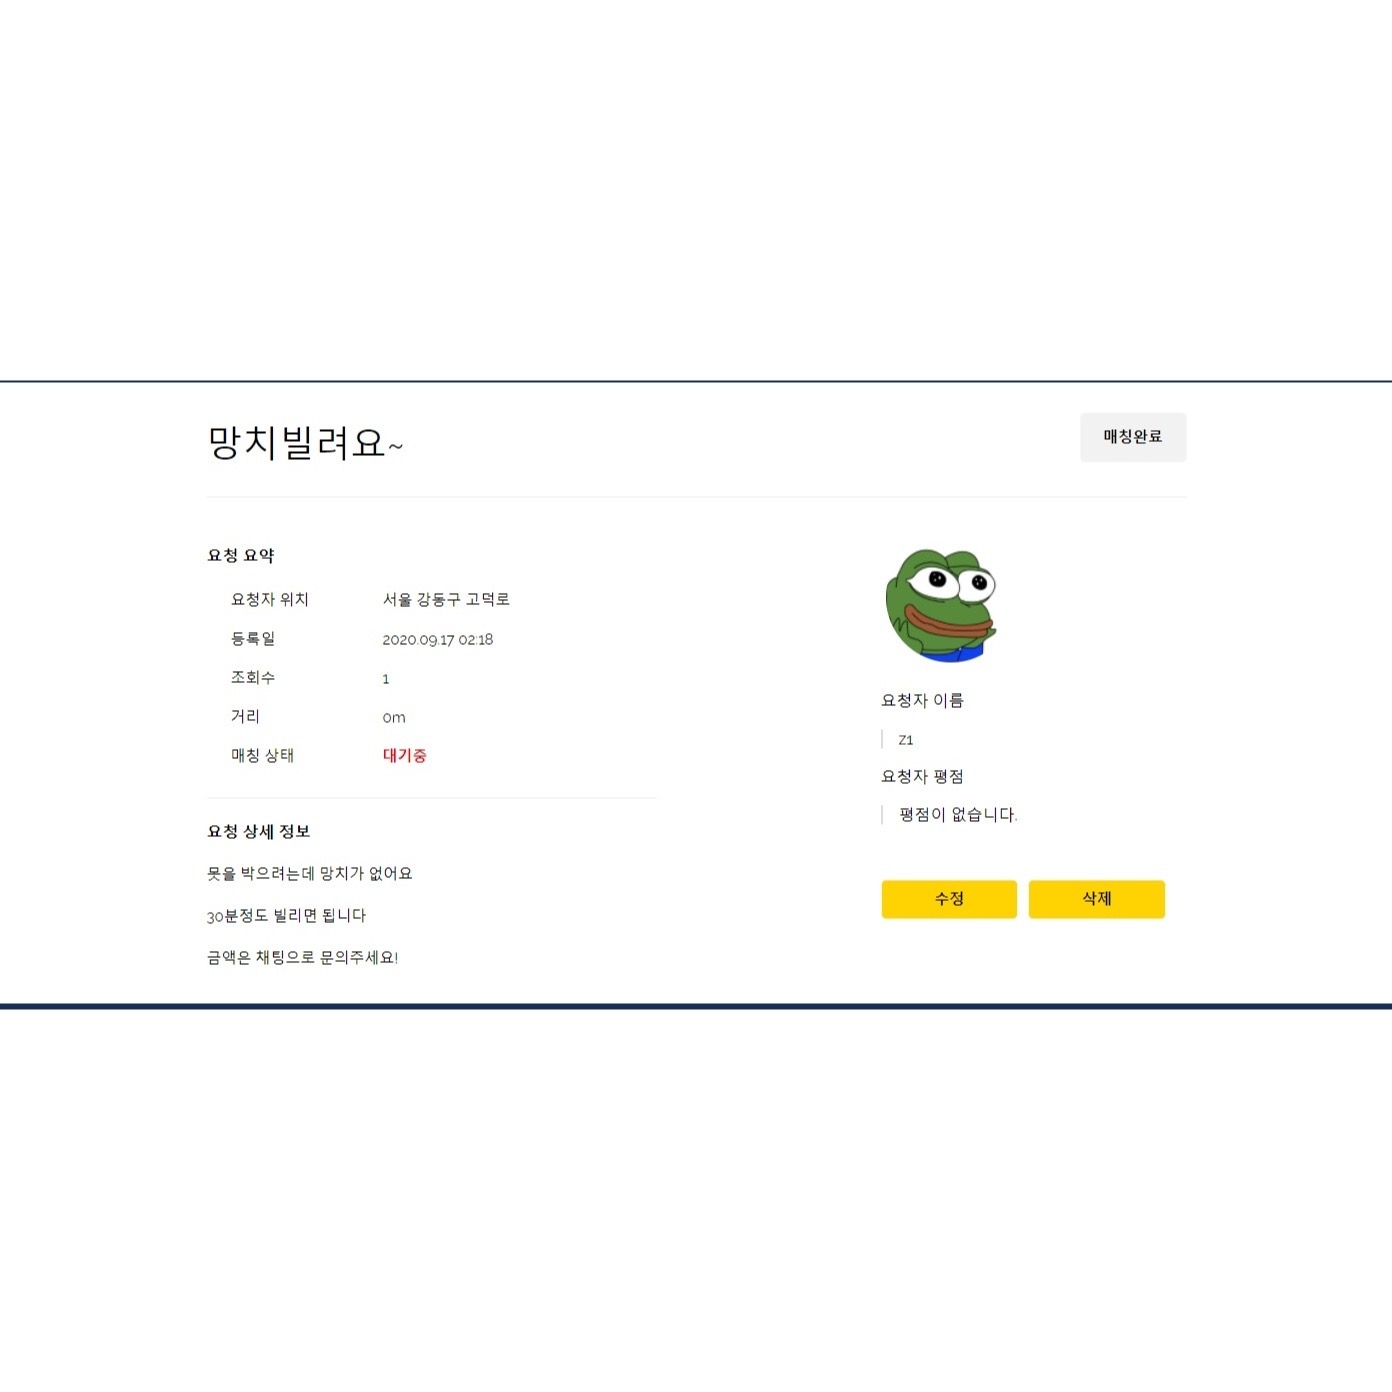 망치빌려요~
매칭완료
요청 요약
요청자 위치 서울 강동구 고덕로
등록일 2020.09.17 02:18
조회수 1
거리 0m
매칭 상태 대기중
요청 상세 정보
못을 박으려는데 망치가 없어요
30분정도 빌리면 됩니다
금액은 채팅으로 문의주세요!
요청자 이름
Z1
요청자 평점
평점이 없습니다.
수정 삭제